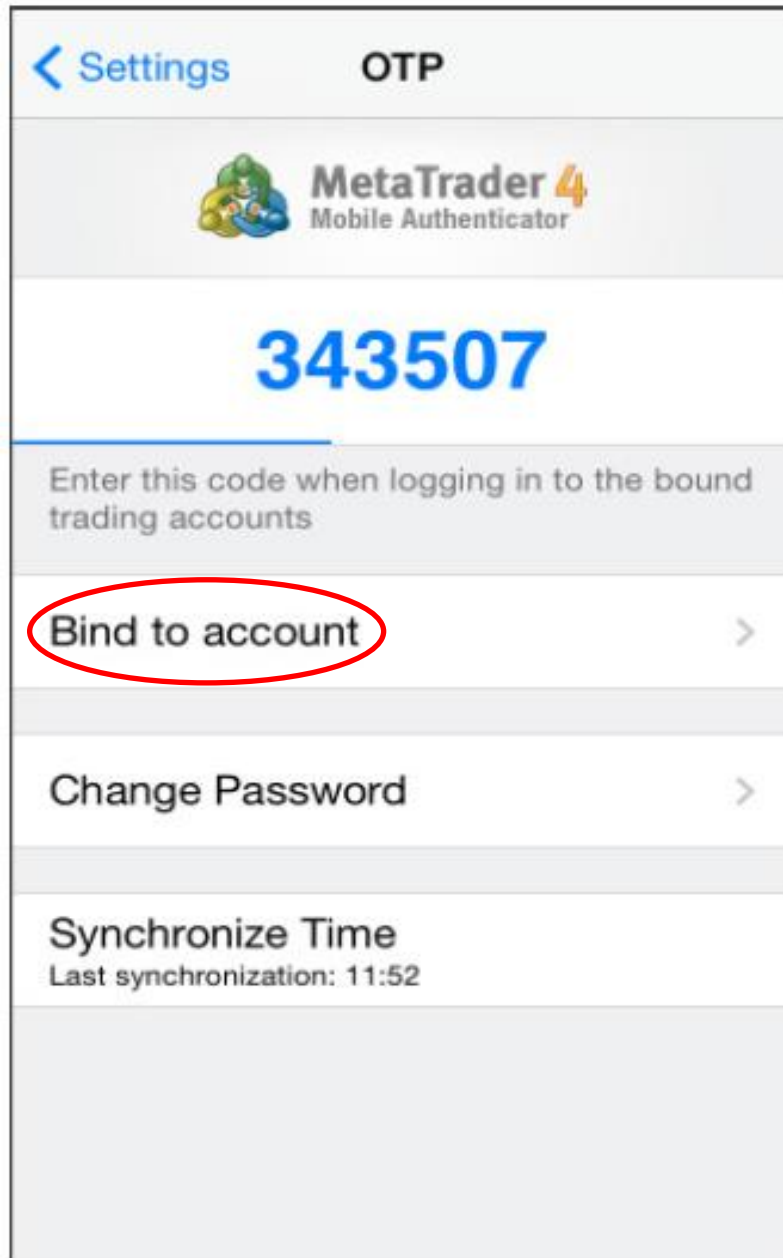 Settings OTP
MetaTrader 4
Mobile Authenticator
343507
Enter this code when logging in to the bound
trading accounts
Bind to account
Change Password
Synchronize Time
Last synchronization: 11:52